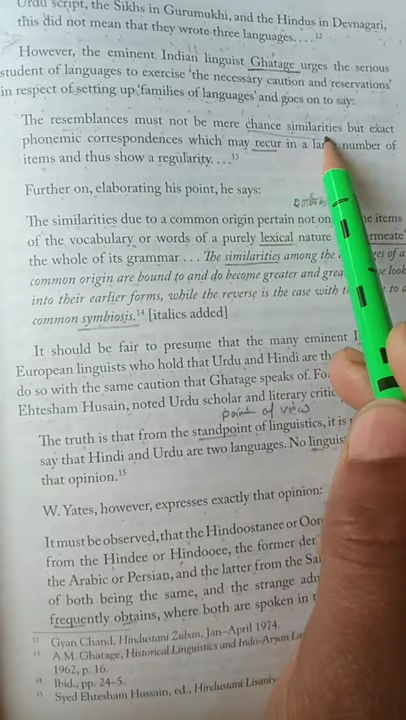 Urdu script, the Sikhs in Gurumukhi, and the Hindus in Devnagari,
this did not mean that they wrote three languages. . . .12
However, the eminent Indian linguist Ghatage urges the serious
student of languages to exercise 'the necessary caution and reservations'
in respect of setting up 'families of languages' and goes on to say:
The resemblances must not be mere chance similarities but exact
phonemic correspondences which may recur in a number of
items and thus show a regularity. . . .13
Further on, elaborating his point, he says:
The similarities due to a common origin pertain not items
of the vocabulary or words of a purely lexical nature
the whole of its grammar . . . The similarities among the of a
common origin are bound to and do become greater and look
into their earlier forms, while the reverse is the case with to a
common symbiosis.14 [italics added]
It should be fair to presume that the many eminent
European linguists who hold that Urdu and Hindi are
do so with the same caution that Ghatage speaks of.
Ehtesham Husain, noted Urdu scholar and literary
point of view
The truth is that from the standpoint of linguistics, it is
say that Hindi and Urdu are two languages. No
that opinion.15
W. Yates, however, expresses exactly that opinion:
It must be observed, that the Hindoostanee or
from the Hindee or Hindooee, the former
the Arabic or Persian, and the latter from the
of both being the same, and the strange
frequently obtains, where both are spoken in
12 Gyan Chand, Hindustani Zuban, Jan–April 1974.
13 A.M. Ghatage, Historical Linguistics and Indo-Aryan
1962, p. 16.
14 Ibid., pp. 24–5.
15 Syed Ehtesham Hussain, ed., Hindustani